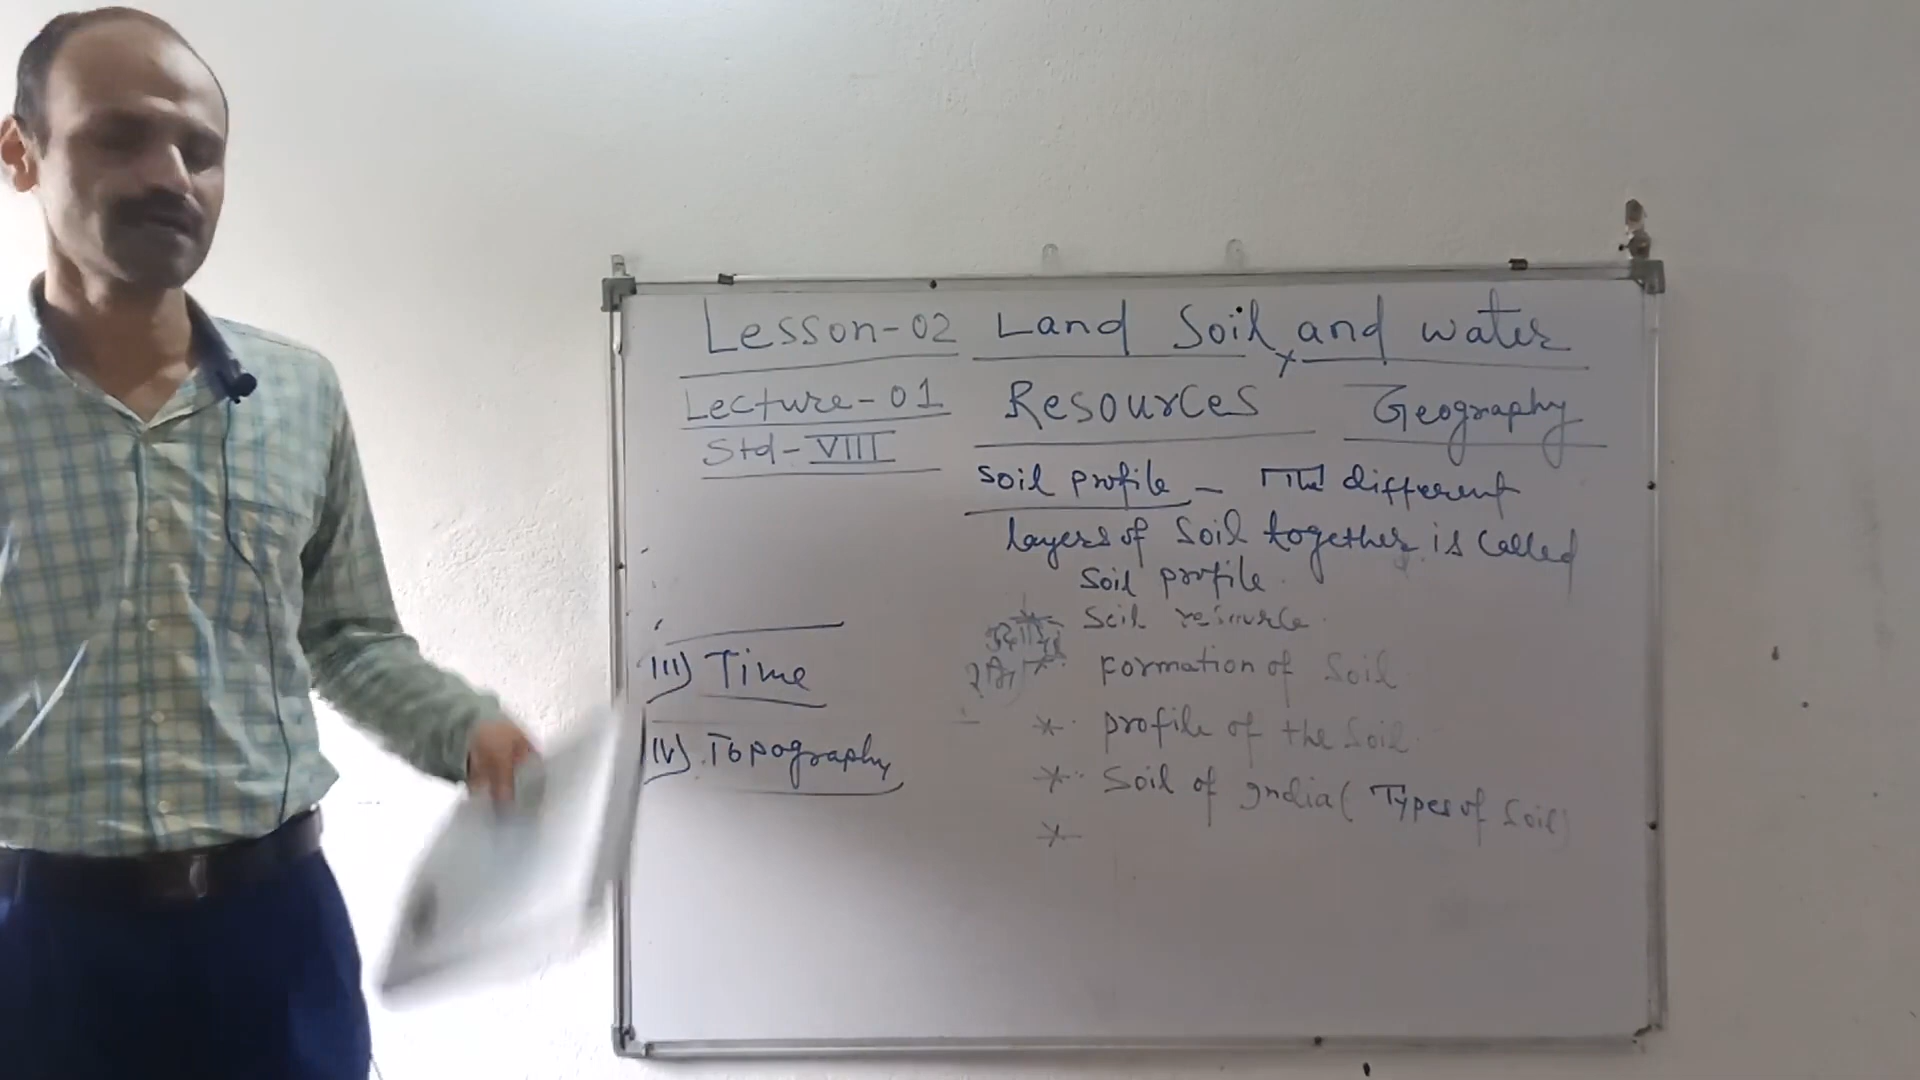 Lesson-02 Land Soil, and water
Lecture-01 Resources Geography
Std-VIII
Soil profile - The different
layers of Soil together is called
Soil profile.
* Soil resource.
* Formation of Soil
* profile of the Soil.
* Soil of India (Types of Soil)
*
III) Time
IV) Topography